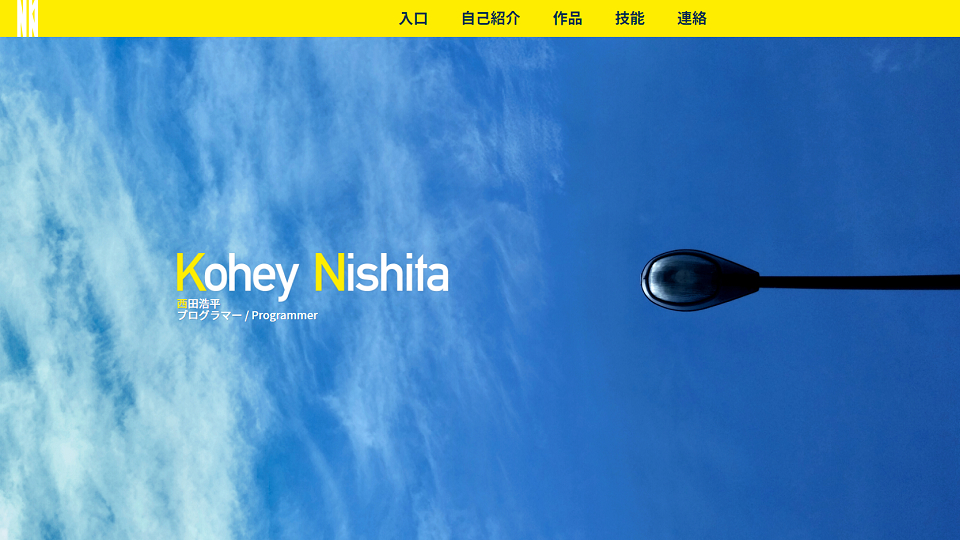 NK
入口 自己紹介 作品 技能 連絡
Kohey Nishita
西田浩平
プログラマー / Programmer